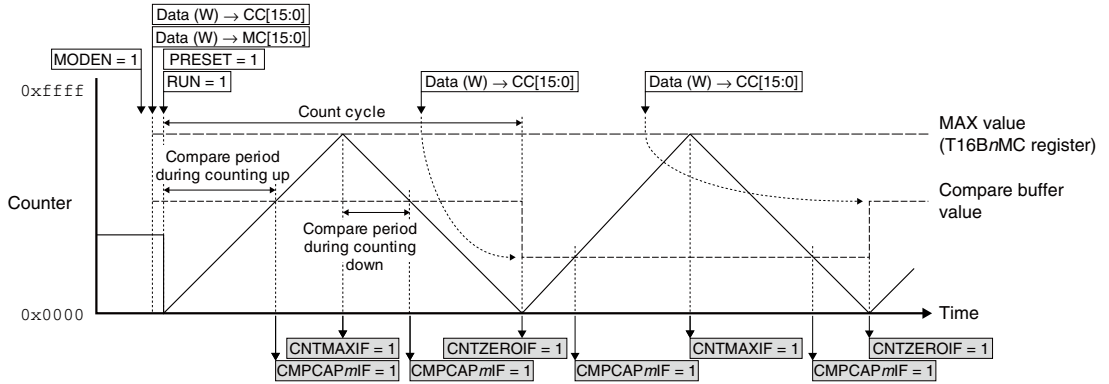 Data (W) → CC[15:0]
Data (W) → MC[15:0]
MODEN = 1
PRESET = 1
RUN = 1
Data (W) → CC[15:0]
Data (W) → CC[15:0]
0xffff
Count cycle
MAX value
(T16BnMC register)
Compare period
during counting up
Compare buffer
value
Counter
Compare period
during counting
down
0x0000
Time
CNTMAXIF = 1
CNTZEROIF = 1
CNTMAXIF = 1
CNTZEROIF = 1
CMPCAPmIF = 1
CMPCAPmIF = 1
CMPCAPmIF = 1
CMPCAPmIF = 1